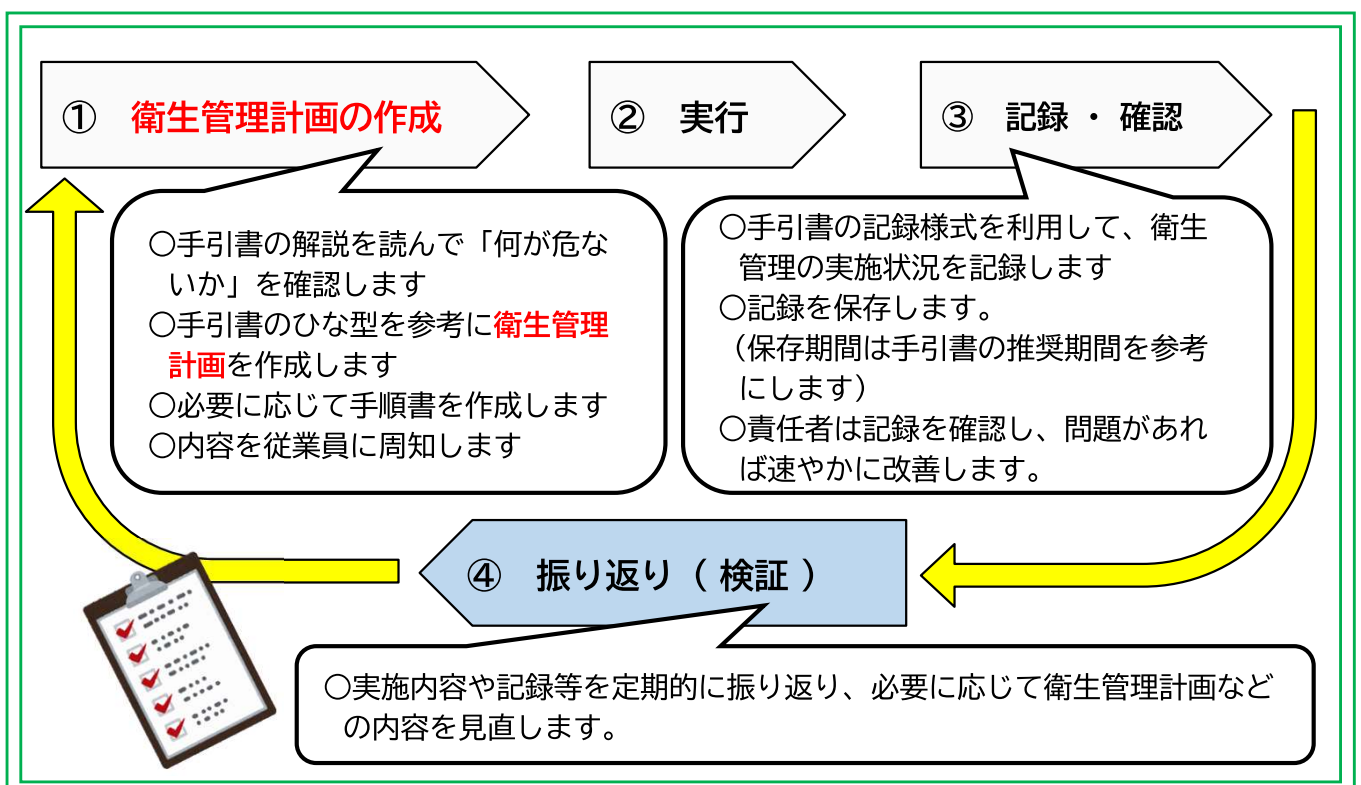 ① 衛生管理計画の作成
② 実行
③ 記録 ・ 確認
○手引書の解説を読んで「何が危な
いか」を確認します
○手引書のひな型を参考に衛生管理
計画を作成します
○必要に応じて手順書を作成します
○内容を従業員に周知します
○手引書の記録様式を利用して、衛生
管理の実施状況を記録します
○記録を保存します。
（保存期間は手引書の推奨期間を参考
にします）
○責任者は記録を確認し、問題があれ
ば速やかに改善します。
④ 振り返り（ 検証 ）
○実施内容や記録等を定期的に振り返り、必要に応じて衛生管理計画など
の内容を見直します。